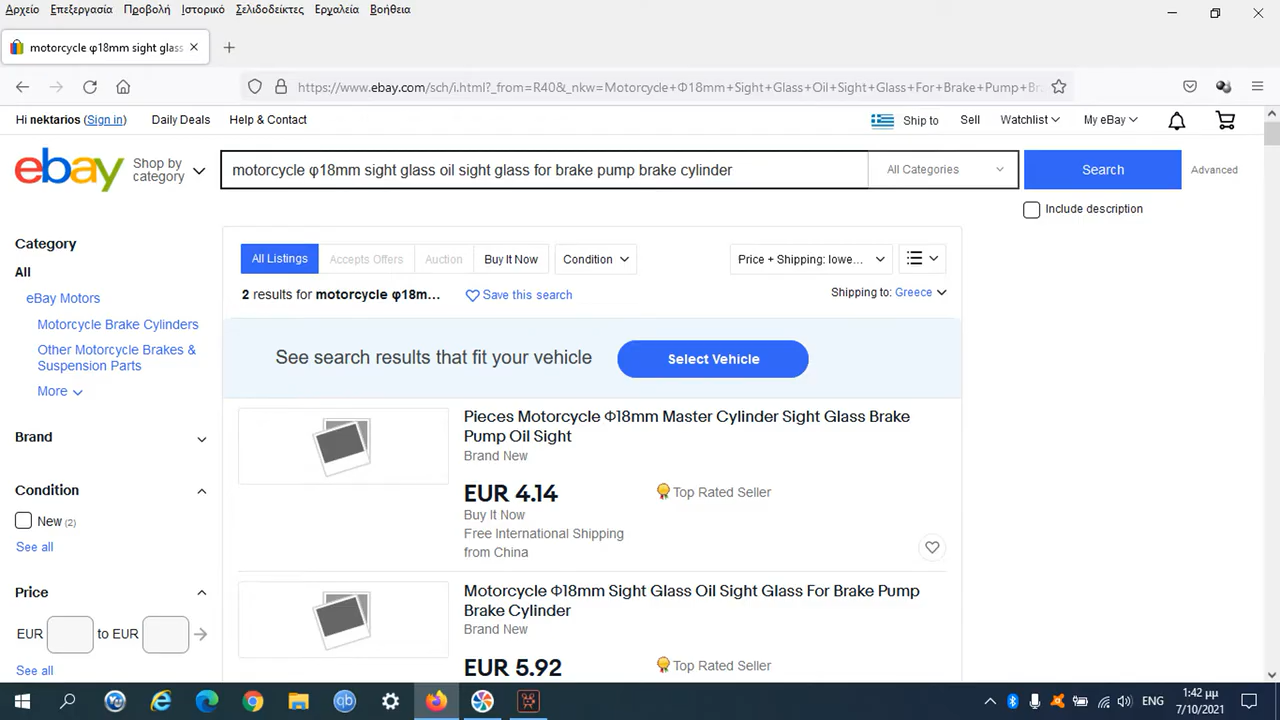 Αρχείο Επεξεργασία Προβολή Ιστορικό Σελιδοδείκτες Εργαλεία Βοήθεια
motorcycle φ18mm sight glass
https://www.ebay.com/sch/i.html?_from=R40&_nkw=Motorcycle+Φ18mm+Sight+Glass+Oil+Sight+Glass+For+Brake+Pump+Br
Hi nektarios (Sign in) Daily Deals Help & Contact Ship to Sell Watchlist My eBay
ebay
Shop by
category
motorcycle φ18mm sight glass oil sight glass for brake pump brake cylinder All Categories Search Advanced
Include description
Category
All
eBay Motors
Motorcycle Brake Cylinders
Other Motorcycle Brakes &
Suspension Parts
More
Brand
Condition
New (2)
See all
Price
EUR to EUR
See all
All Listings Accepts Offers Auction Buy It Now Condition Price + Shipping: lowe...
2 results for motorcycle φ18m... Save this search Shipping to: Greece
See search results that fit your vehicle Select Vehicle
Pieces Motorcycle Φ18mm Master Cylinder Sight Glass Brake
Pump Oil Sight
Brand New
EUR 4.14 Top Rated Seller
Buy It Now
Free International Shipping
from China
Motorcycle Φ18mm Sight Glass Oil Sight Glass For Brake Pump
Brake Cylinder
Brand New
EUR 5.92 Top Rated Seller
qb
ΕΝG
1:42 μμ
7/10/2021